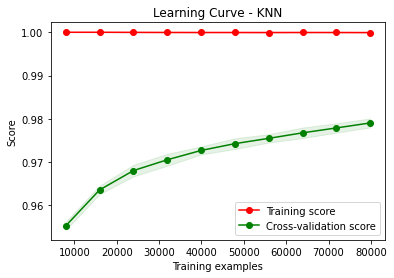 Learning Curve - KNN
1.00
0.99
0.98
0.97
0.96
Score
10000 20000 30000 40000 50000 60000 70000 80000
Training examples
Training score
Cross-validation score